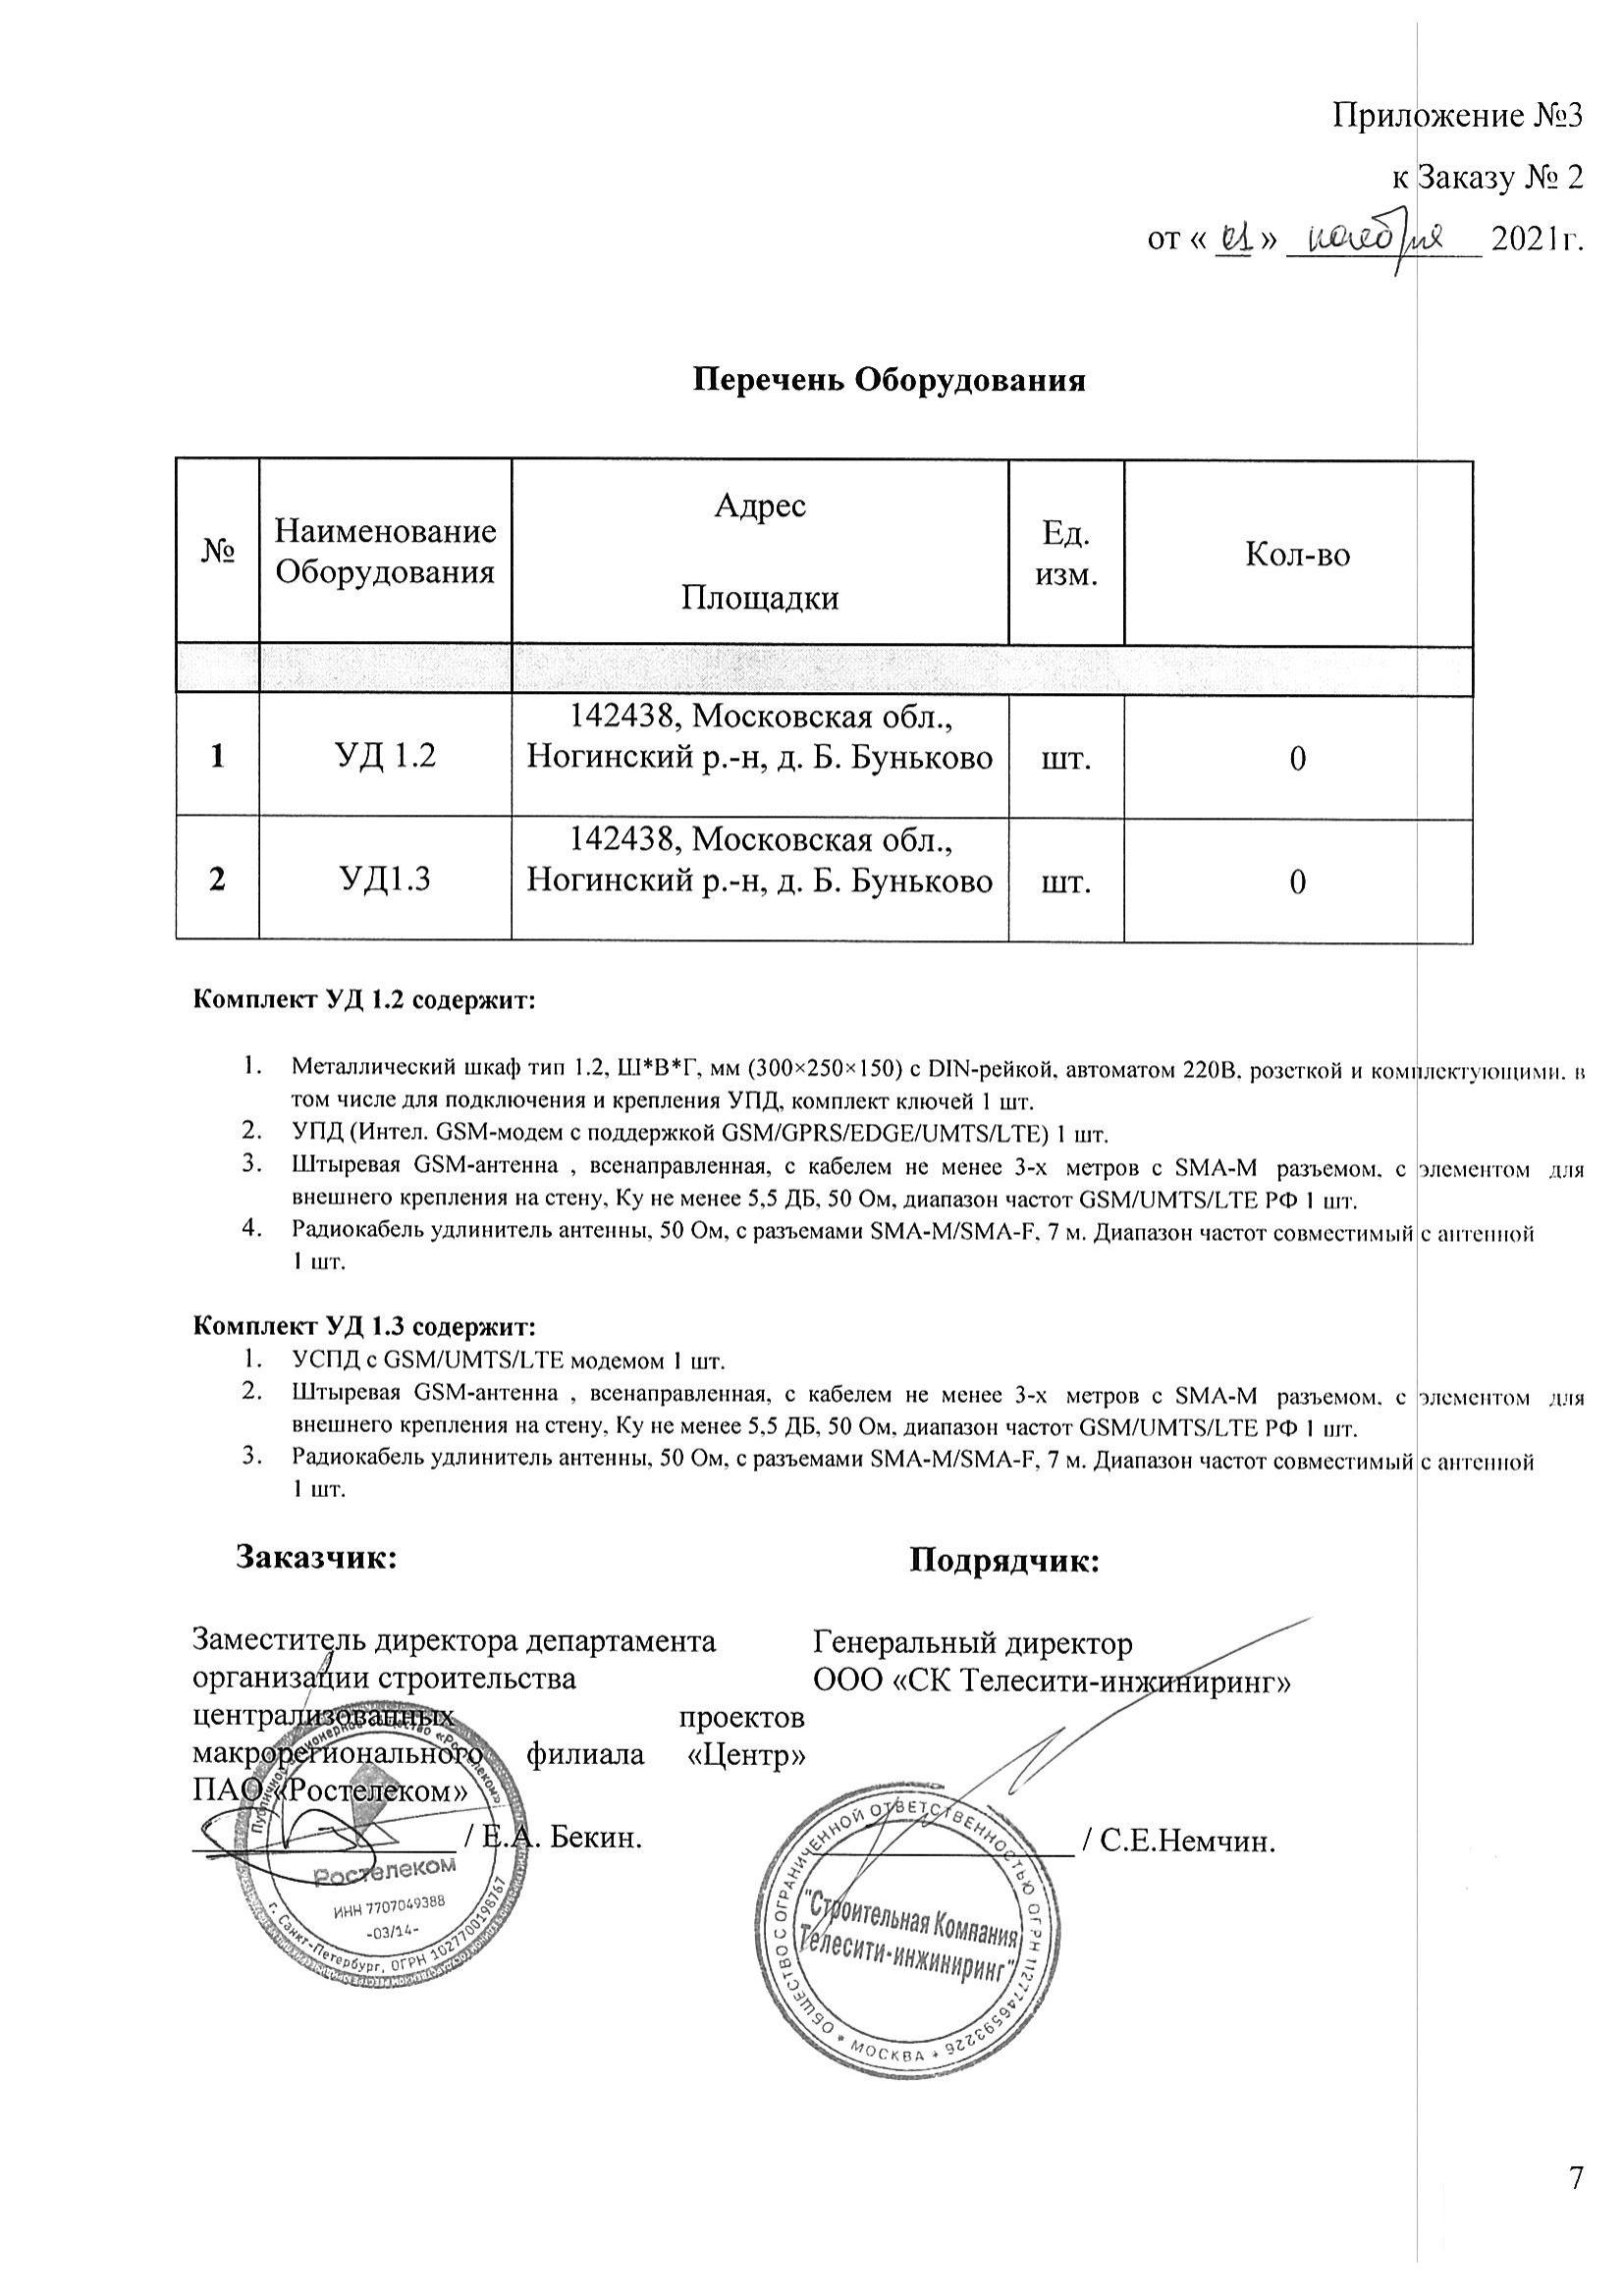 Приложение №3
к Заказу № 2
от « 01 » ноября 2021г.
Перечень Оборудования
№ Наименование Оборудования Адрес Площадки Ед. изм. Кол-во
1 УД 1.2 142438, Московская обл., Ногинский р.-н, д. Б. Буньково шт. 0
2 УД1.3 142438, Московская обл., Ногинский р.-н, д. Б. Буньково шт. 0
Комплект УД 1.2 содержит:
1. Металлический шкаф тип 1.2, Ш*В*Г, мм (300×250×150) с DIN-рейкой, автоматом 220В, розеткой и комплектующими, в
том числе для подключения и крепления УПД, комплект ключей 1 шт.
2. УПД (Интел. GSM-модем с поддержкой GSM/GPRS/EDGE/UMTS/LTE) 1 шт.
3. Штыревая GSM-антенна , всенаправленная, с кабелем не менее 3-х метров с SMA-M разъемом, с элементом для
внешнего крепления на стену, Ку не менее 5,5 ДБ, 50 Ом, диапазон частот GSM/UMTS/LTE РФ 1 шт.
4. Радиокабель удлинитель антенны, 50 Ом, с разъемами SMA-M/SMA-F, 7 м. Диапазон частот совместимый с антенной
1 шт.
Комплект УД 1.3 содержит:
1. УСПД с GSM/UMTS/LTE модемом 1 шт.
2. Штыревая GSM-антенна , всенаправленная, с кабелем не менее 3-х метров с SMA-M разъемом, с элементом для
внешнего крепления на стену, Ку не менее 5,5 ДБ, 50 Ом, диапазон частот GSM/UMTS/LTE РФ 1 шт.
3. Радиокабель удлинитель антенны, 50 Ом, с разъемами SMA-M/SMA-F, 7 м. Диапазон частот совместимый с антенной
1 шт.
Заказчик:
Заместитель директора департамента
организации строительства
централизованных проектов
макрорегионального филиала «Центр»
ПАО «Ростелеком»
/ Е.А. Бекин.
Публичное акционерное общество «Ростелеком»
Ростелеком
ИНН 7707049388
-03/14-
г. Санкт-Петербург, ОГРН 1027700198767
Подрядчик:
Генеральный директор
ООО «СК Телесити-инжиниринг»
/ С.Е.Немчин.
ОБЩЕСТВО С ОГРАНИЧЕННОЙ ОТВЕТСТВЕННОСТЬЮ ОГРН 1127746593226
"Строительная Компания
Телесити-инжиниринг"
* МОСКВА *
7